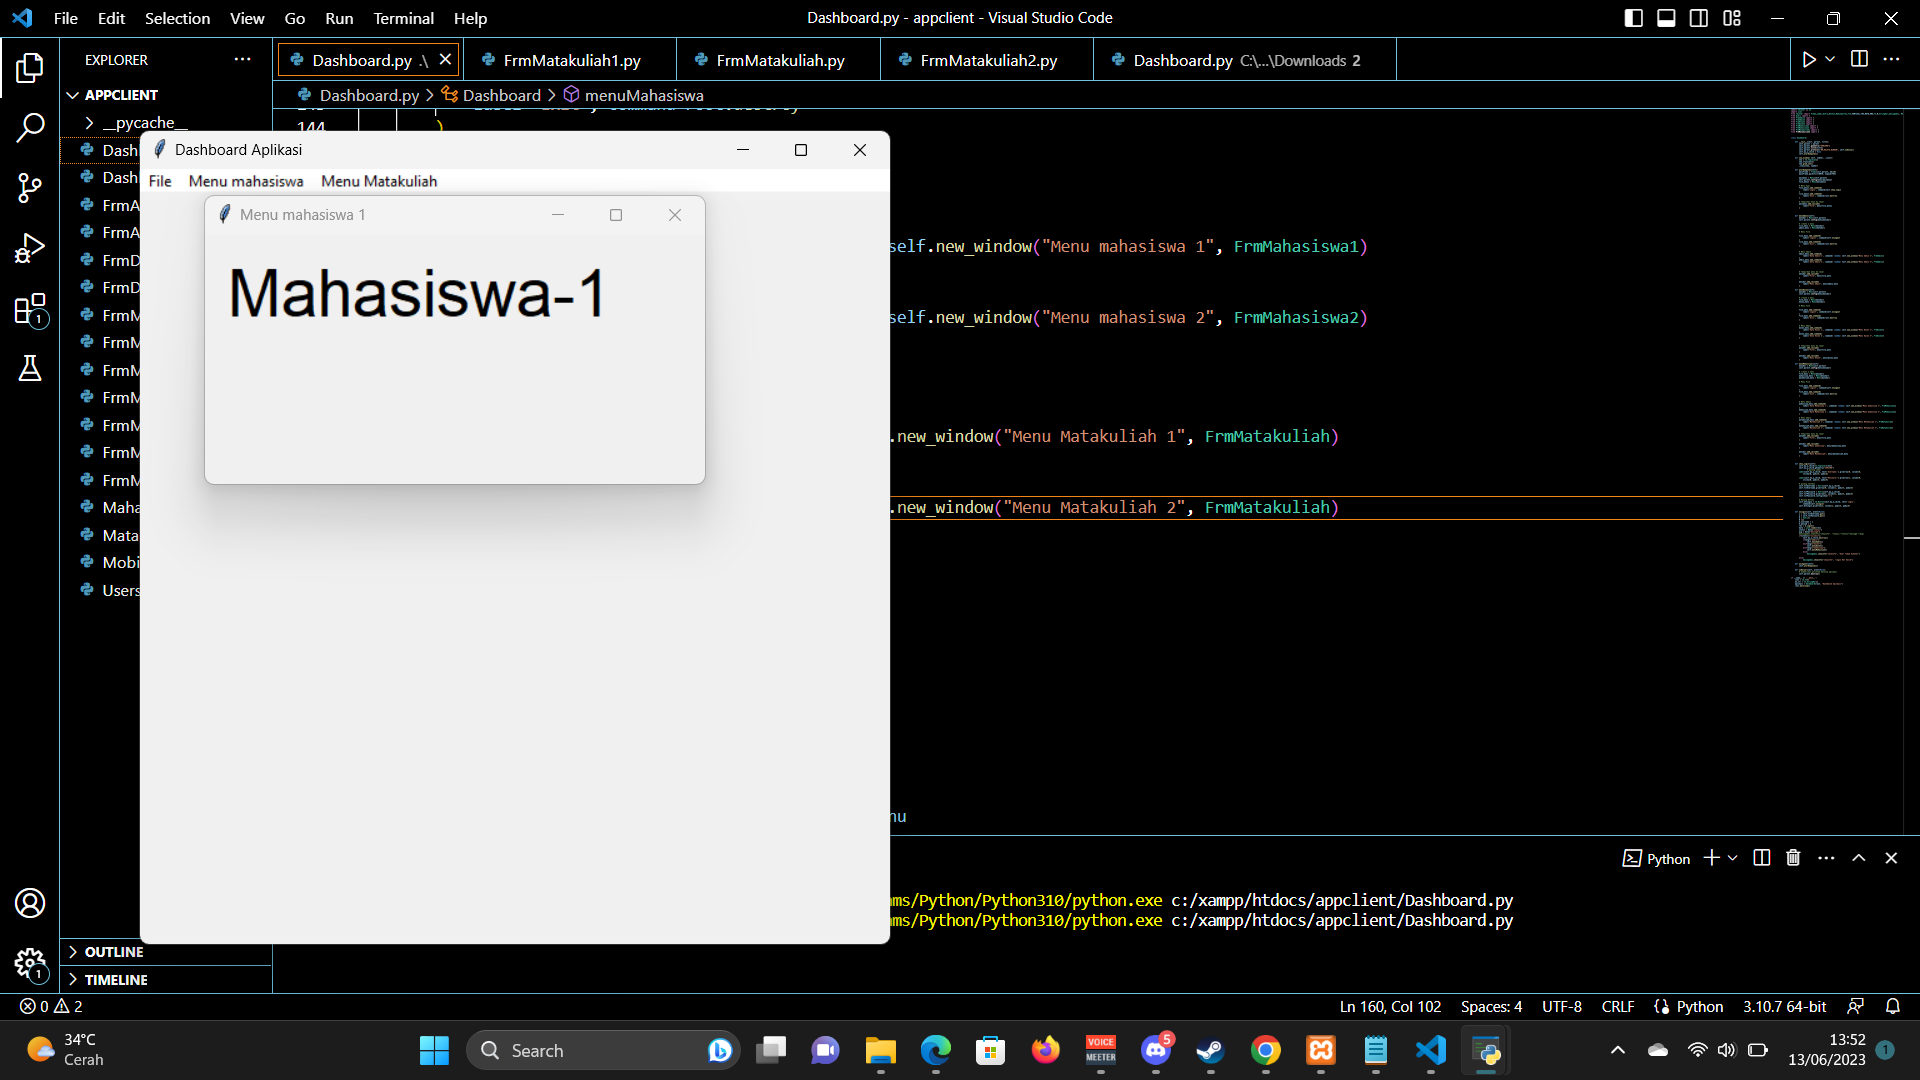 File Edit Selection View Go Run Terminal Help
Dashboard.py - appclient - Visual Studio Code
EXPLORER
Dashboard.py .\
FrmMatakuliah1.py
FrmMatakuliah.py
FrmMatakuliah2.py
Dashboard.py C:\...\Downloads 2
APPCLIENT
Dashboard.py > Dashboard > menuMahasiswa
__pycache__
144
)
Dash
Dash
FrmA
FrmA
FrmD
FrmD
FrmM
FrmM
FrmM
FrmM
FrmM
FrmM
FrmM
Maha
Mata
Mobi
Users
Dashboard Aplikasi
File Menu mahasiswa Menu Matakuliah
Menu mahasiswa 1
Mahasiswa-1
self.new_window("Menu mahasiswa 1", FrmMahasiswa1)
self.new_window("Menu mahasiswa 2", FrmMahasiswa2)
.new_window("Menu Matakuliah 1", FrmMatakuliah)
.new_window("Menu Matakuliah 2", FrmMatakuliah)
nu
Python
ms/Python/Python310/python.exe c:/xampp/htdocs/appclient/Dashboard.py
ms/Python/Python310/python.exe c:/xampp/htdocs/appclient/Dashboard.py
1
1
OUTLINE
TIMELINE
0 2
Ln 160, Col 102 Spaces: 4 UTF-8 CRLF Python 3.10.7 64-bit
34°C
Cerah
Search
VOICE
MEETER
5
13:52
13/06/2023
1